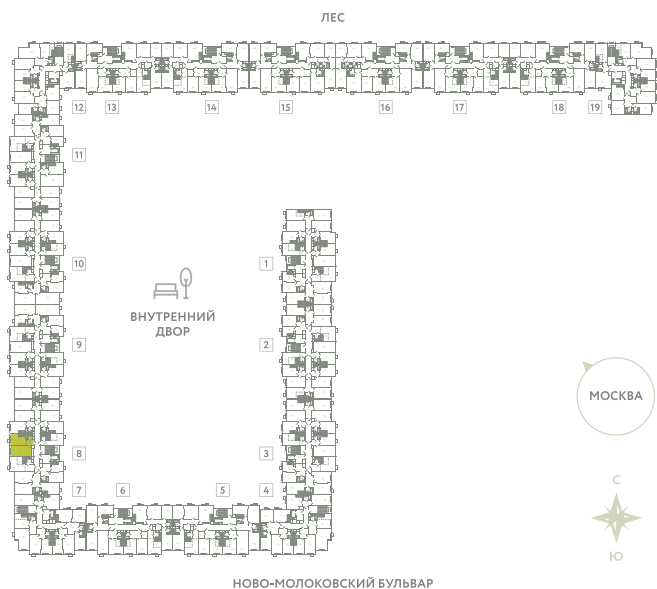 ЛЕС
12 13 14 15 16 17 18 19
11
10 1
ВНУТРЕННИЙ
ДВОР
9 2
МОСКВА
8 3
С
7 6 5 4
Ю
НОВО-МОЛОКОВСКИЙ БУЛЬВАР